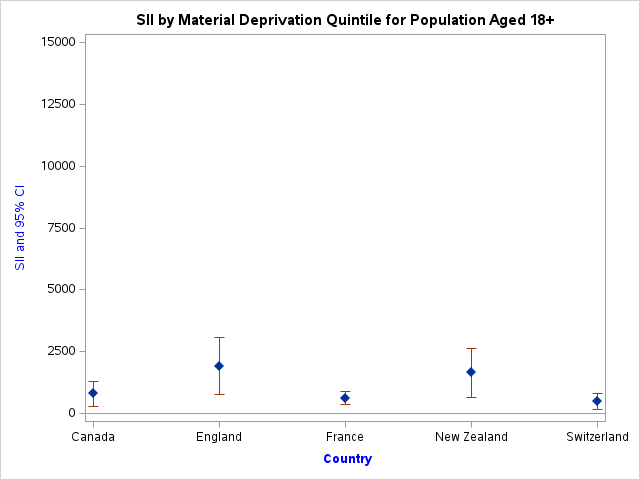 SII by Material Deprivation Quintile for Population Aged 18+
15000
12500
10000
7500
5000
2500
0
SII and 95% CI
Canada England France New Zealand Switzerland
Country